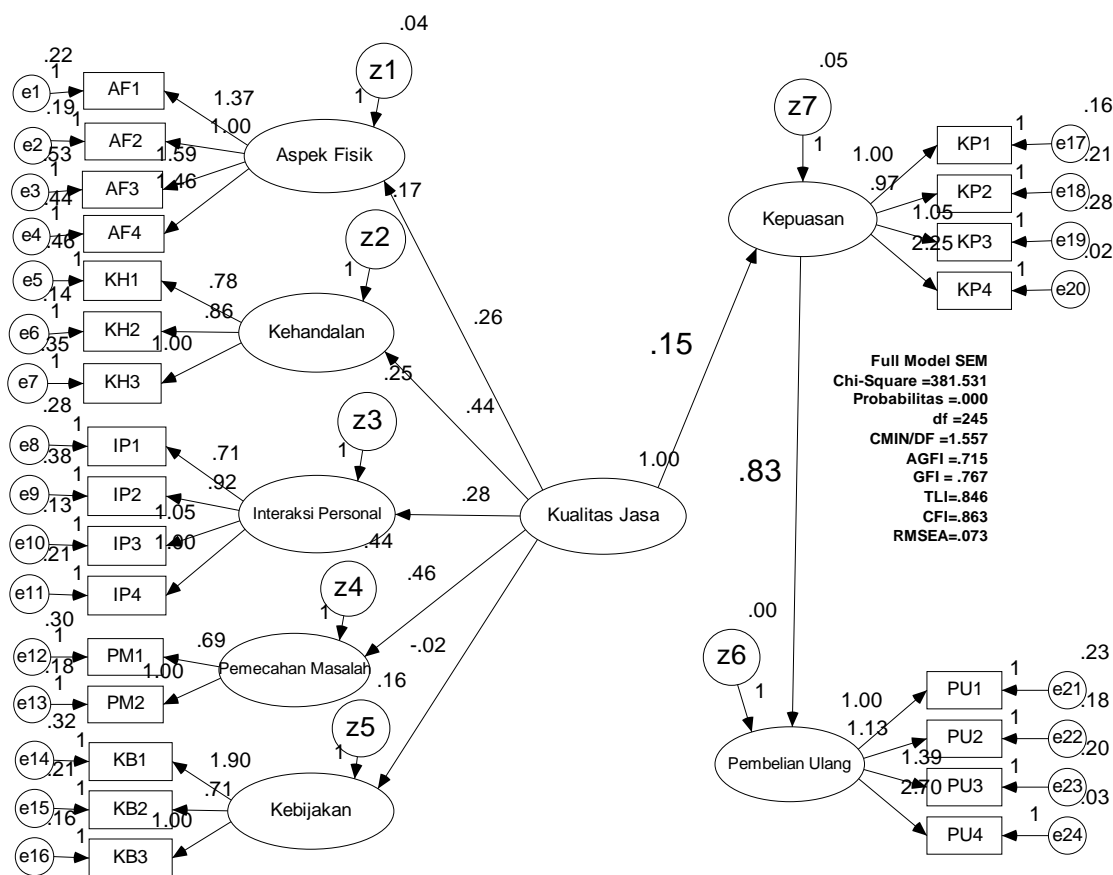 .04
.22
z1
.05
1
e1
AF1
1.37
1
z7
.16
.19
1
e2
AF2
1.00
Aspek Fisik
1
KP1
1
e17
.53
1
1.59
1.00
.21
e3
AF3
1.46
.17
.97
KP2
1
e18
.44
1
Kepuasan
1.05
.28
e4
AF4
z2
2.25
KP3
1
e19
.46
1
.02
e5
KH1
.78
1
KP4
1
e20
.14
1
.86
.26
e6
KH2
Kehandalan
.15
.35
1.00
1
e7
KH3
.25
Full Model SEM
Chi-Square =381.531
Probabilitas =.000
df =245
CMIN/DF =1.557
AGFI =.715
GFI = .767
TLI=.846
CFI=.863
RMSEA=.073
.28
.44
z3
1
e8
IP1
.71
1
1.00
.83
.38
1
.92
e9
IP2
Interaksi Personal
.28
Kualitas Jasa
.13
1
1.05
e10
IP3
1.00
.44
.21
1
e11
IP4
z4
.46
.30
1
.00
e12
PM1
.69
1
-.02
z6
.18
Pemecahan Masalah
1
1.00
.23
e13
PM2
.16
1
PU1
1
e21
.32
z5
1.00
.18
1
1.13
PU2
1
e22
e14
KB1
1.90
1
Pembelian Ulang
1.39
.20
.21
1
.71
2.70
PU3
1
e23
e15
KB2
Kebijakan
.03
.16
1.00
1
PU4
1
e24
e16
KB3